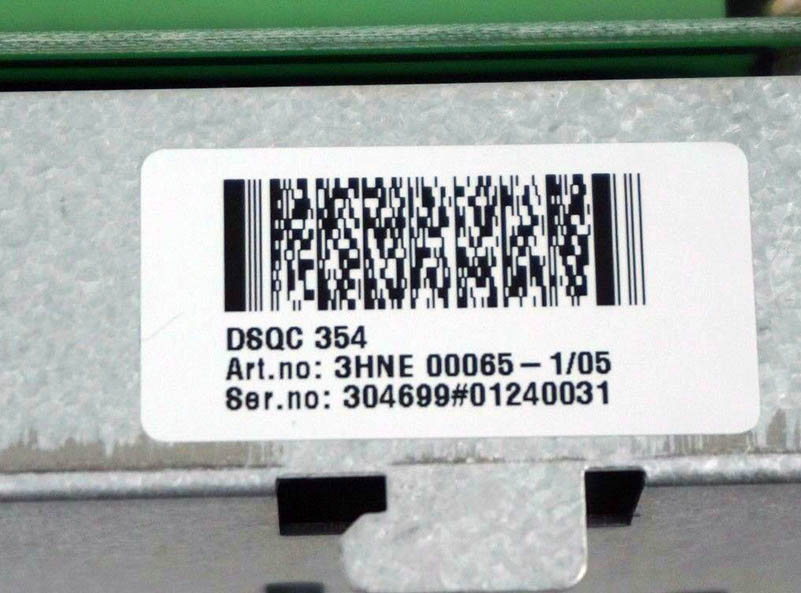 DSQC 354
Art.no: 3HNE 00065-1/05
Ser.no: 304699#01240031